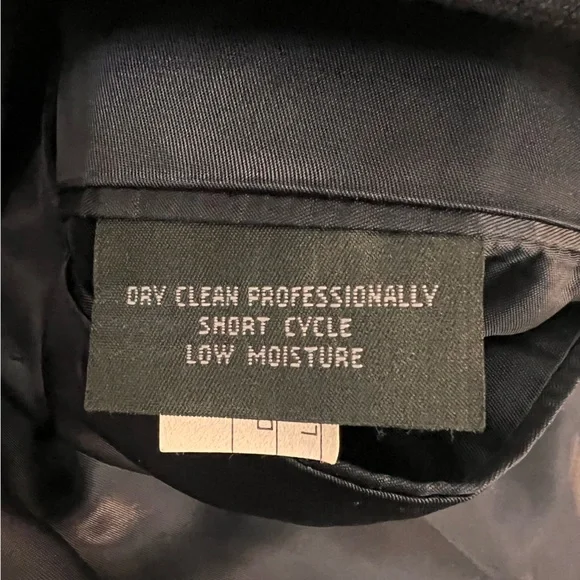 DRY CLEAN PROFESSIONALLY
SHORT CYCLE
LOW MOISTURE